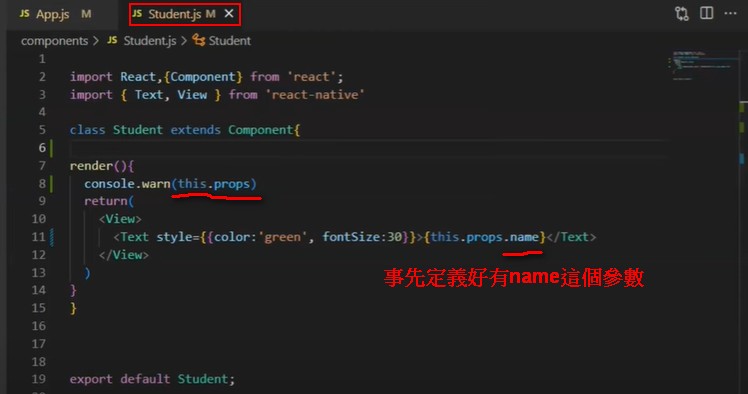 JS App.js M JS Student.js M ✕
components > JS Student.js > Student
1
2 import React,{Component} from 'react';
3 import { Text, View } from 'react-native'
4
5 class Student extends Component{
6
7 render(){
8 console.warn(this.props)
9 return(
10 <View>
11 <Text style={{color:'green', fontSize:30}}>{this.props.name}</Text>
12 </View>
事先定義好有name這個參數
13 )
14 }
15 }
16
17
18
19 export default Student;